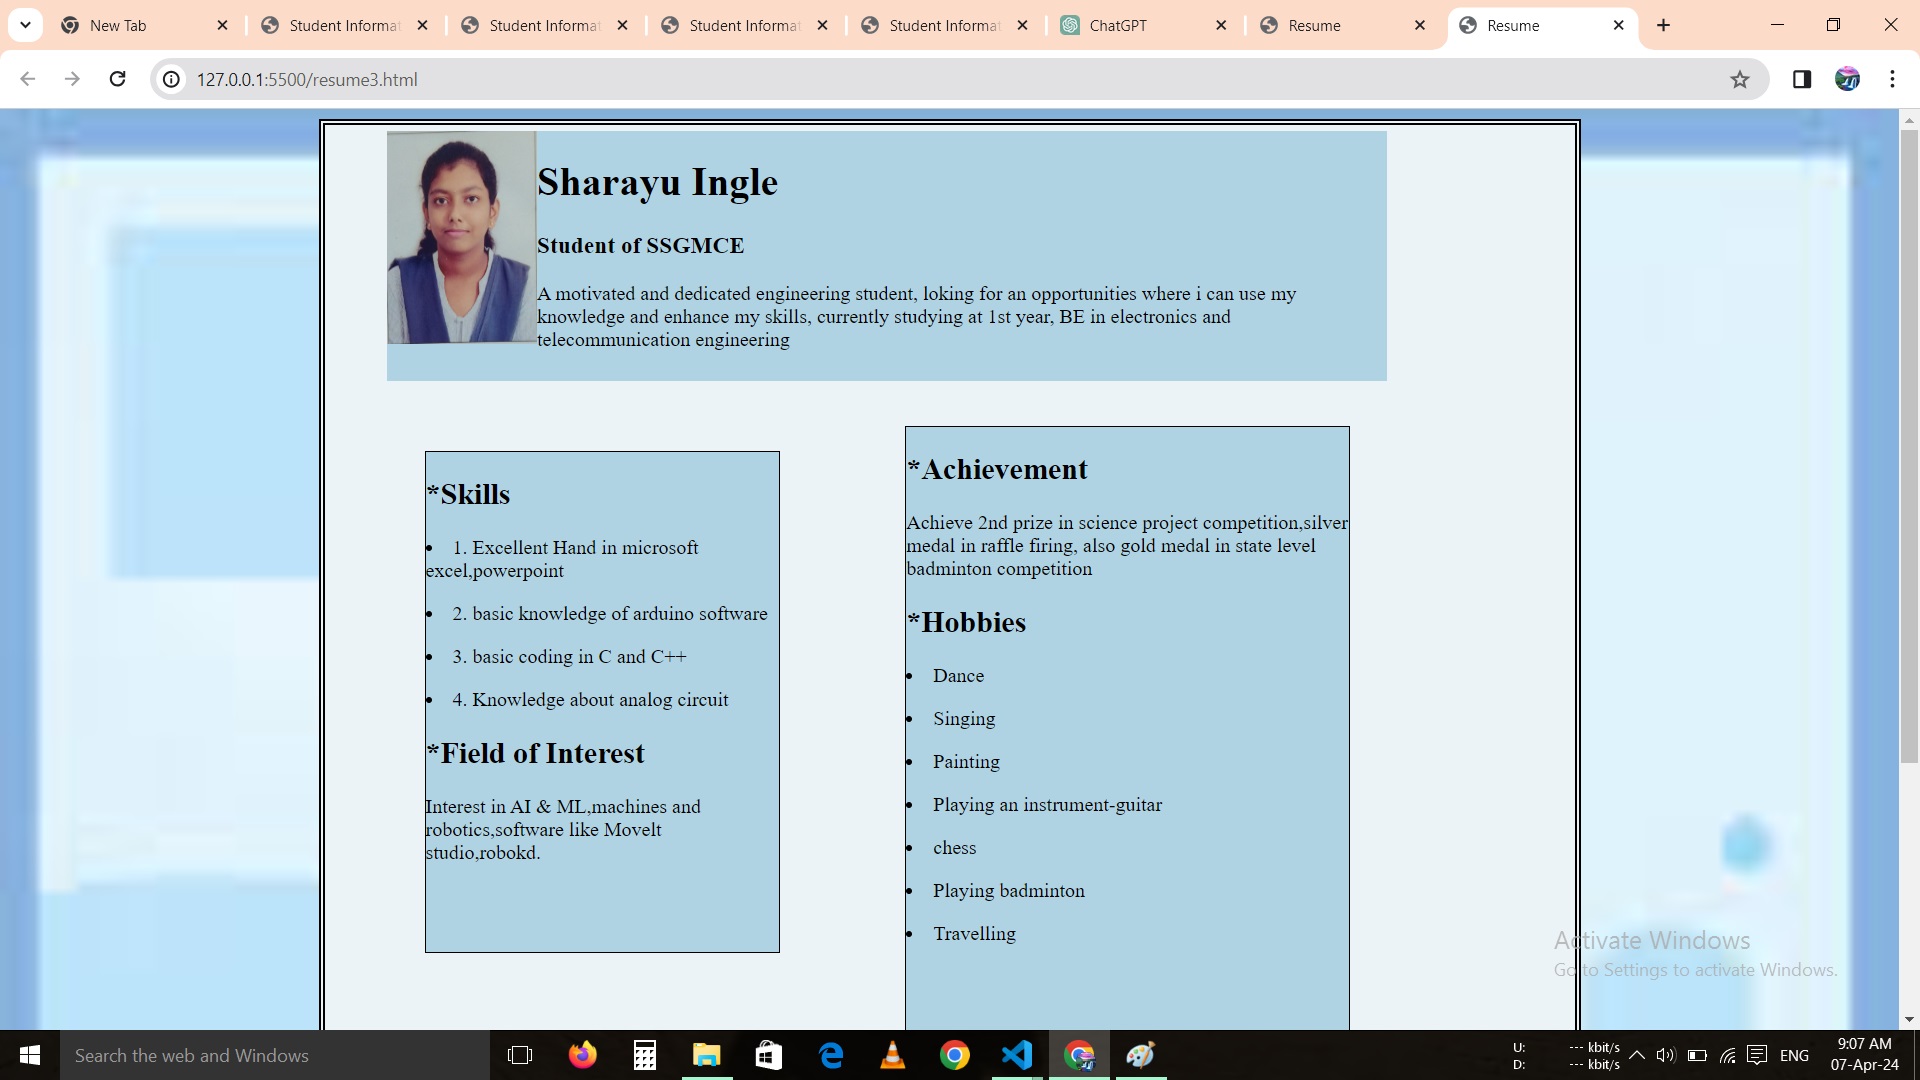 New Tab
Student Informat
Student Informat
Student Informat
Student Informat
ChatGPT
Resume
Resume
127.0.0.1:5500/resume3.html
Sharayu Ingle
Student of SSGMCE
A motivated and dedicated engineering student, loking for an opportunities where i can use my
knowledge and enhance my skills, currently studying at 1st year, BE in electronics and
telecommunication engineering
*Skills
• 1. Excellent Hand in microsoft
excel,powerpoint
• 2. basic knowledge of arduino software
• 3. basic coding in C and C++
• 4. Knowledge about analog circuit
*Field of Interest
Interest in AI & ML,machines and
robotics,software like Movelt
studio,robokd.
*Achievement
Achieve 2nd prize in science project competition,silver
medal in raffle firing, also gold medal in state level
badminton competition
*Hobbies
• Dance
• Singing
• Painting
• Playing an instrument-guitar
• chess
• Playing badminton
• Travelling
Activate Windows
Go to Settings to activate Windows.
Search the web and Windows
U: --- kbit/s
D: --- kbit/s
ENG
9:07 AM
07-Apr-24